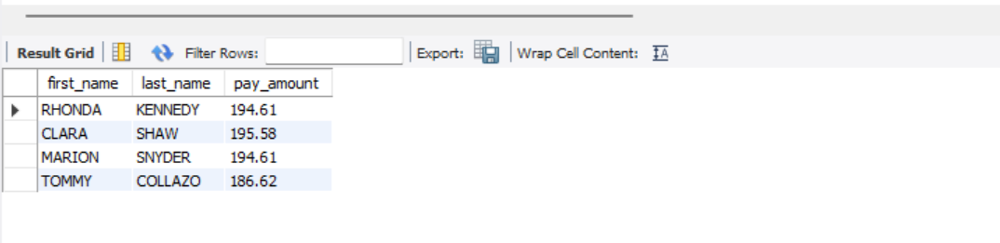 Result Grid Filter Rows: Export: Wrap Cell Content: IA
first_name last_name pay_amount
RHONDA KENNEDY 194.61
CLARA SHAW 195.58
MARION SNYDER 194.61
TOMMY COLLAZO 186.62